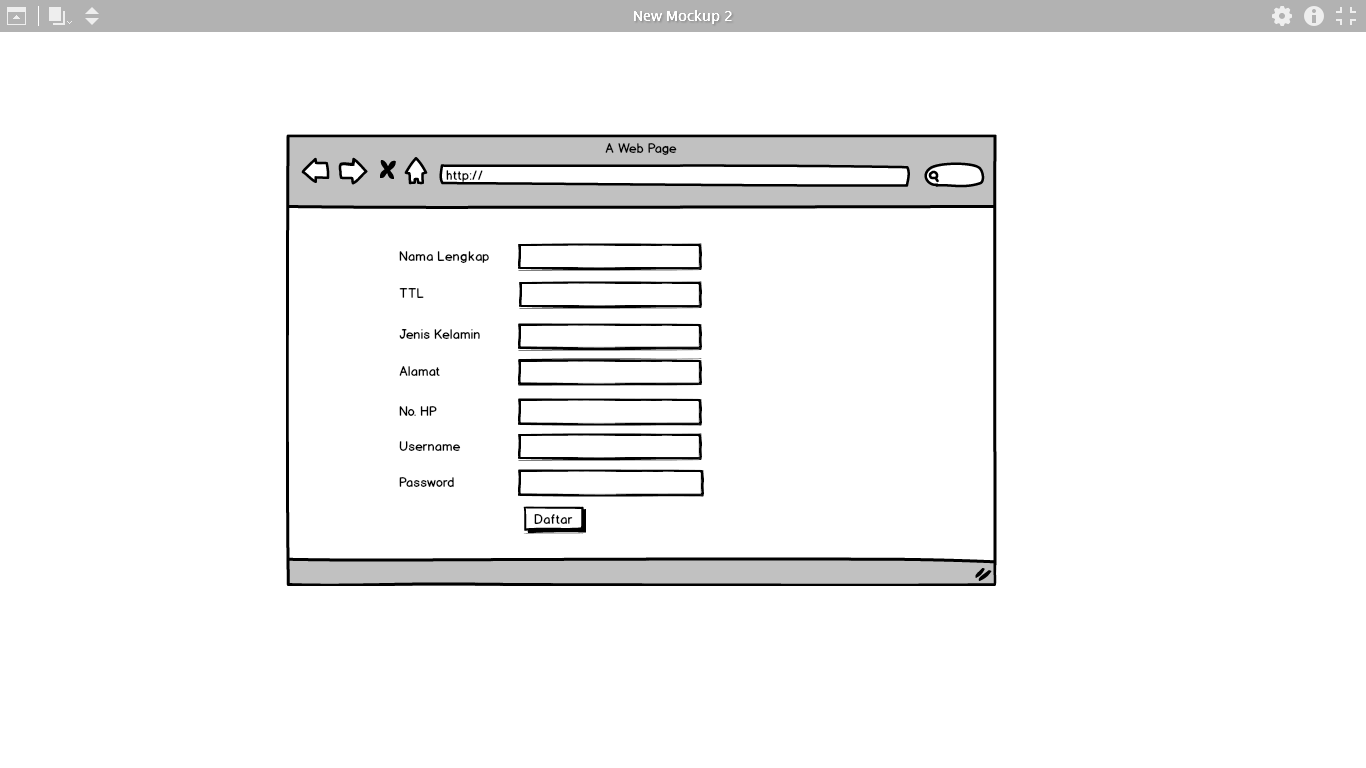 New Mockup 2
A Web Page
http://
Nama Lengkap
TTL
Jenis Kelamin
Alamat
No. HP
Username
Password
Daftar